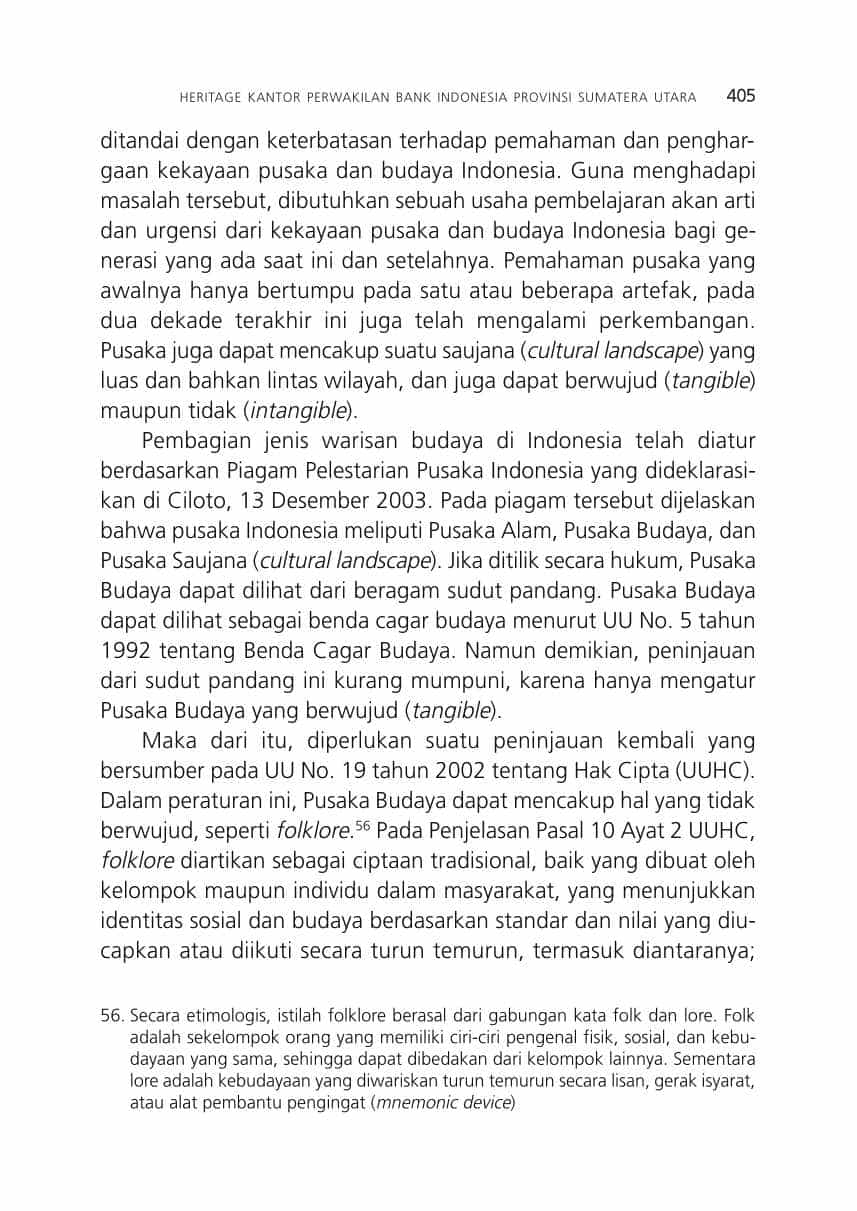 HERITAGE KANTOR PERWAKILAN BANK INDONESIA PROVINSI SUMATERA UTARA 405
ditandai dengan keterbatasan terhadap pemahaman dan penghar-
gaan kekayaan pusaka dan budaya Indonesia. Guna menghadapi
masalah tersebut, dibutuhkan sebuah usaha pembelajaran akan arti
dan urgensi dari kekayaan pusaka dan budaya Indonesia bagi ge-
nerasi yang ada saat ini dan setelahnya. Pemahaman pusaka yang
awalnya hanya bertumpu pada satu atau beberapa artefak, pada
dua dekade terakhir ini juga telah mengalami perkembangan.
Pusaka juga dapat mencakup suatu saujana (cultural landscape) yang
luas dan bahkan lintas wilayah, dan juga dapat berwujud (tangible)
maupun tidak (intangible).
Pembagian jenis warisan budaya di Indonesia telah diatur
berdasarkan Piagam Pelestarian Pusaka Indonesia yang dideklarasi-
kan di Ciloto, 13 Desember 2003. Pada piagam tersebut dijelaskan
bahwa pusaka Indonesia meliputi Pusaka Alam, Pusaka Budaya, dan
Pusaka Saujana (cultural landscape). Jika ditilik secara hukum, Pusaka
Budaya dapat dilihat dari beragam sudut pandang. Pusaka Budaya
dapat dilihat sebagai benda cagar budaya menurut UU No. 5 tahun
1992 tentang Benda Cagar Budaya. Namun demikian, peninjauan
dari sudut pandang ini kurang mumpuni, karena hanya mengatur
Pusaka Budaya yang berwujud (tangible).
Maka dari itu, diperlukan suatu peninjauan kembali yang
bersumber pada UU No. 19 tahun 2002 tentang Hak Cipta (UUHC).
Dalam peraturan ini, Pusaka Budaya dapat mencakup hal yang tidak
berwujud, seperti folklore.56 Pada Penjelasan Pasal 10 Ayat 2 UUHC,
folklore diartikan sebagai ciptaan tradisional, baik yang dibuat oleh
kelompok maupun individu dalam masyarakat, yang menunjukkan
identitas sosial dan budaya berdasarkan standar dan nilai yang diu-
capkan atau diikuti secara turun temurun, termasuk diantaranya;
56. Secara etimologis, istilah folklore berasal dari gabungan kata folk dan lore. Folk
adalah sekelompok orang yang memiliki ciri-ciri pengenal fisik, sosial, dan kebu-
dayaan yang sama, sehingga dapat dibedakan dari kelompok lainnya. Sementara
lore adalah kebudayaan yang diwariskan turun temurun secara lisan, gerak isyarat,
atau alat pembantu pengingat (mnemonic device)